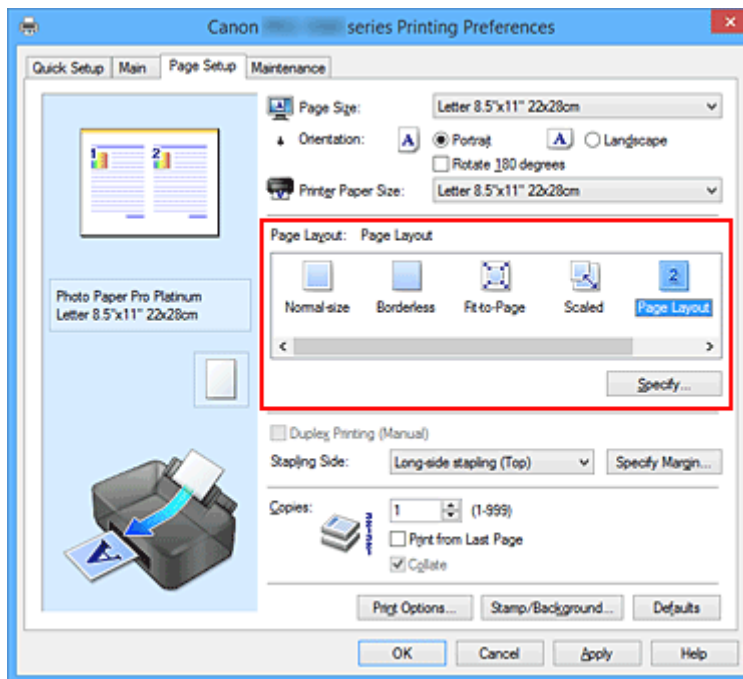 Canon series Printing Preferences
Quick Setup Main Page Setup Maintenance
1 2
Photo Paper Pro Platinum
Letter 8.5"x11" 22x28cm
Page Size: Letter 8.5"x11" 22x28cm
Orientation: A Portrait A Landscape
Rotate 180 degrees
Printer Paper Size: Letter 8.5"x11" 22x28cm
Page Layout: Page Layout
2
Normal-size Borderless Fit-to-Page Scaled Page Layout
Specify...
Duplex Printing (Manual)
Stapling Side: Long-side stapling (Top) Specify Margin...
Copies: 1 (1-999)
Print from Last Page
Collate
A
Print Options... Stamp/Background... Defaults
OK Cancel Apply Help